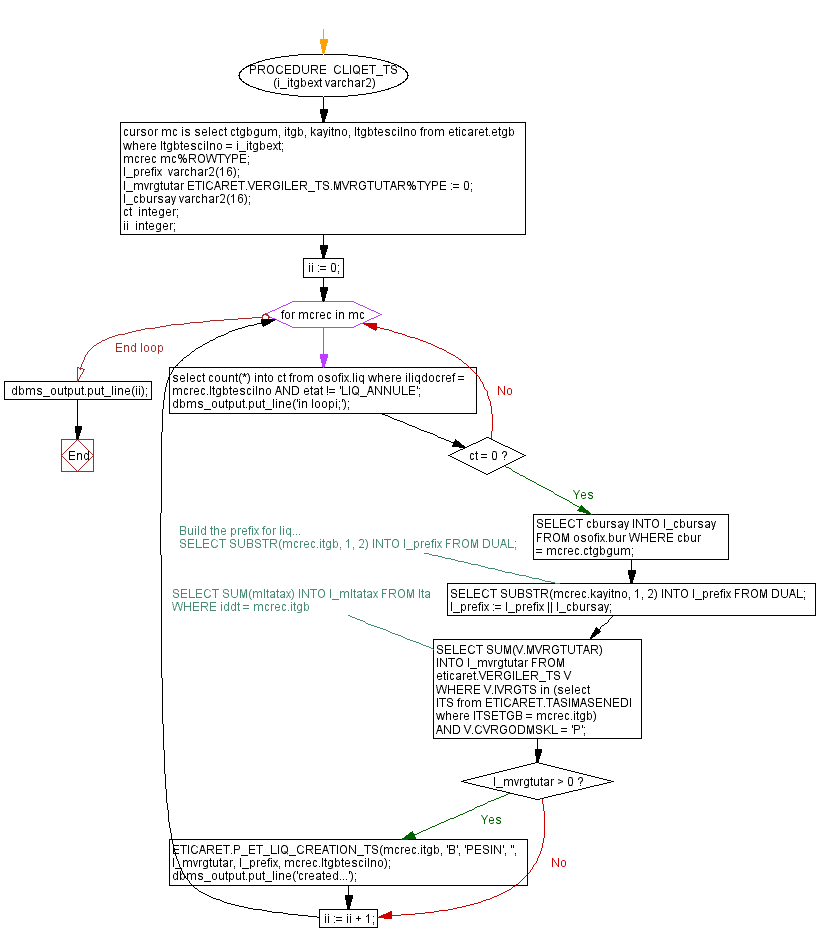 PROCEDURE  CLIQET_TS
(i_itgbext varchar2)
cursor mc is select ctgbgum, itgb, kayitno, ltgbtescilno from eticaret.etgb
where ltgbtescilno = i_itgbext;
mcrec mc%ROWTYPE;
l_prefix  varchar2(16);
l_mvrgtutar ETICARET.VERGILER_TS.MVRGTUTAR%TYPE := 0;
l_cbursay varchar2(16);
ct  integer;
ii  integer;
ii := 0;
for mcrec in mc
End loop
dbms_output.put_line(ii);
End
select count(*) into ct from osofix.liq where iliqdocref =
mcrec.ltgbtescilno AND etat != 'LIQ_ANNULE';
dbms_output.put_line('in loopi;');
No
ct = 0 ?
Yes
SELECT cbursay INTO l_cbursay
FROM osofix.bur WHERE cbur
= mcrec.ctgbgum;
Build the prefix for liq...
SELECT SUBSTR(mcrec.itgb, 1, 2) INTO l_prefix FROM DUAL;
SELECT SUBSTR(mcrec.kayitno, 1, 2) INTO l_prefix FROM DUAL;
l_prefix := l_prefix || l_cbursay;
SELECT SUM(mltatax) INTO l_mltatax FROM lta
WHERE iddt = mcrec.itgb
SELECT SUM(V.MVRGTUTAR)
INTO l_mvrgtutar FROM
eticaret.VERGILER_TS V
WHERE V.IVRGTS in (select
ITS from ETICARET.TASIMASENEDI
where ITSETGB = mcrec.itgb)
AND V.CVRGODMSKL = 'P';
l_mvrgtutar > 0 ?
Yes
ETICARET.P_ET_LIQ_CREATION_TS(mcrec.itgb, 'B', 'PESIN', '',
l_mvrgtutar, l_prefix, mcrec.ltgbtescilno);
dbms_output.put_line('created...');
No
ii := ii + 1;